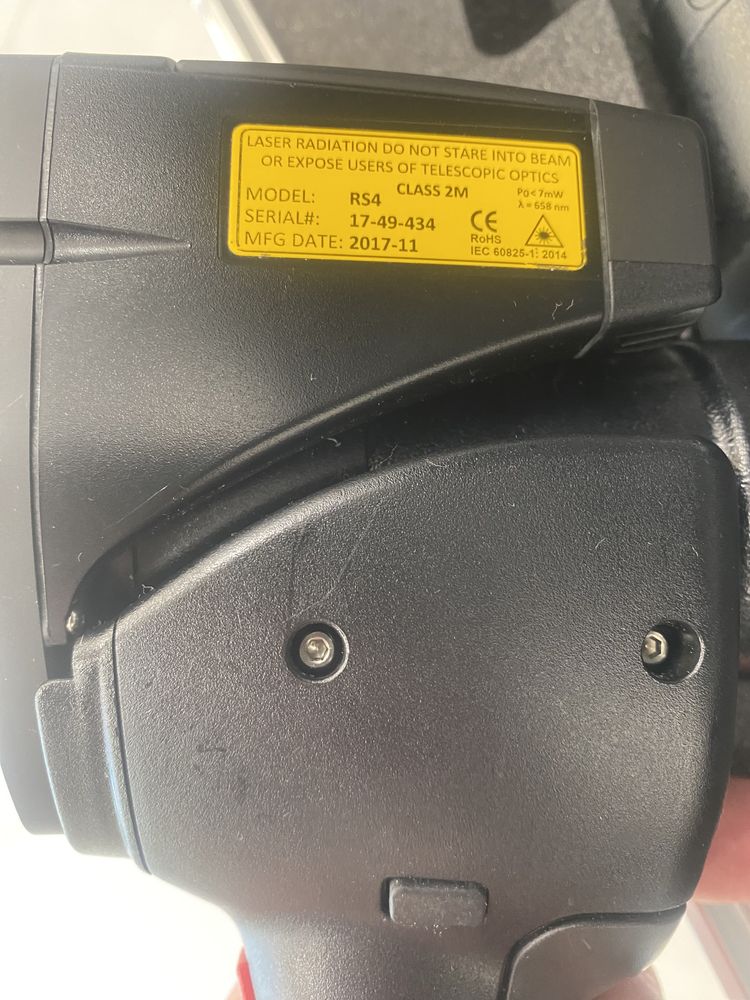 LASER RADIATION DO NOT STARE INTO BEAM
OR EXPOSE USERS OF TELESCOPIC OPTICS
CLASS 2M
Po < 7mW
λ = 658 nm
MODEL: RS4
SERIAL#: 17-49-434
MFG DATE: 2017-11
CE
RoHS
IEC 60825-1: 2014